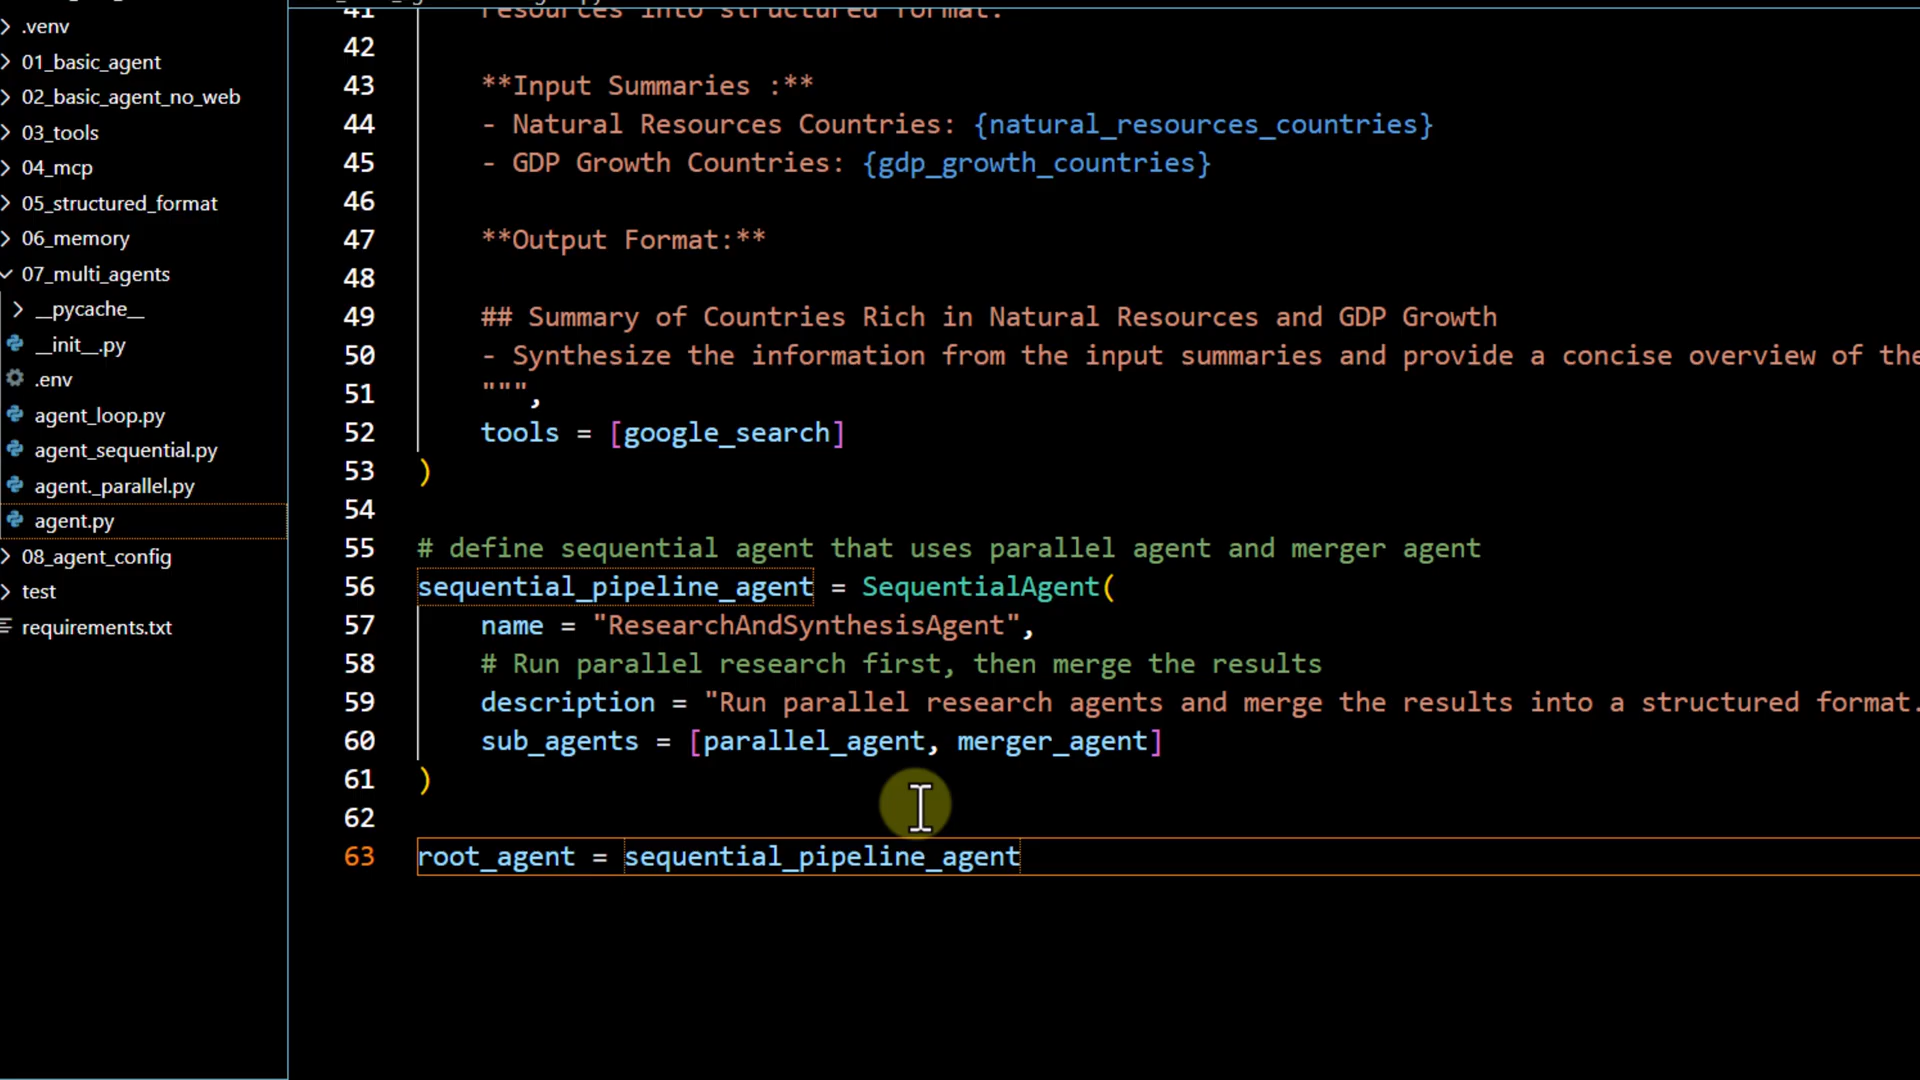 .venv
01_basic_agent
02_basic_agent_no_web
03_tools
04_mcp
05_structured_format
06_memory
07_multi_agents
__pycache__
__init__.py
.env
agent_loop.py
agent_sequential.py
agent._parallel.py
agent.py
08_agent_config
test
requirements.txt
41 resources into structured format.
42
43 **Input Summaries :**
44 - Natural Resources Countries: {natural_resources_countries}
45 - GDP Growth Countries: {gdp_growth_countries}
46
47 **Output Format:**
48
49 ## Summary of Countries Rich in Natural Resources and GDP Growth
50 - Synthesize the information from the input summaries and provide a concise overview of the
51 """,
52 tools = [google_search]
53 )
54
55 # define sequential agent that uses parallel agent and merger agent
56 sequential_pipeline_agent = SequentialAgent(
57 name = "ResearchAndSynthesisAgent",
58 # Run parallel research first, then merge the results
59 description = "Run parallel research agents and merge the results into a structured format.
60 sub_agents = [parallel_agent, merger_agent]
61 )
62
63 root_agent = sequential_pipeline_agent